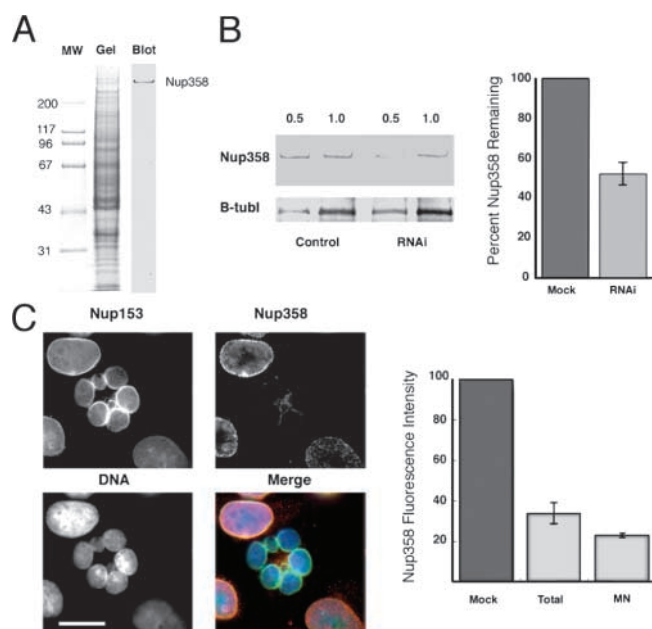 A
MW Gel Blot
Nup358
200
117
96
67
43
31
B
0.5 1.0 0.5 1.0
Nup358
B-tubl
Control RNAi
Percent Nup358 Remaining
100
80
60
40
20
0
Mock RNAi
C
Nup153 Nup358
DNA Merge
Nup358 Fluorescence Intensity
100
80
60
40
20
Mock Total MN